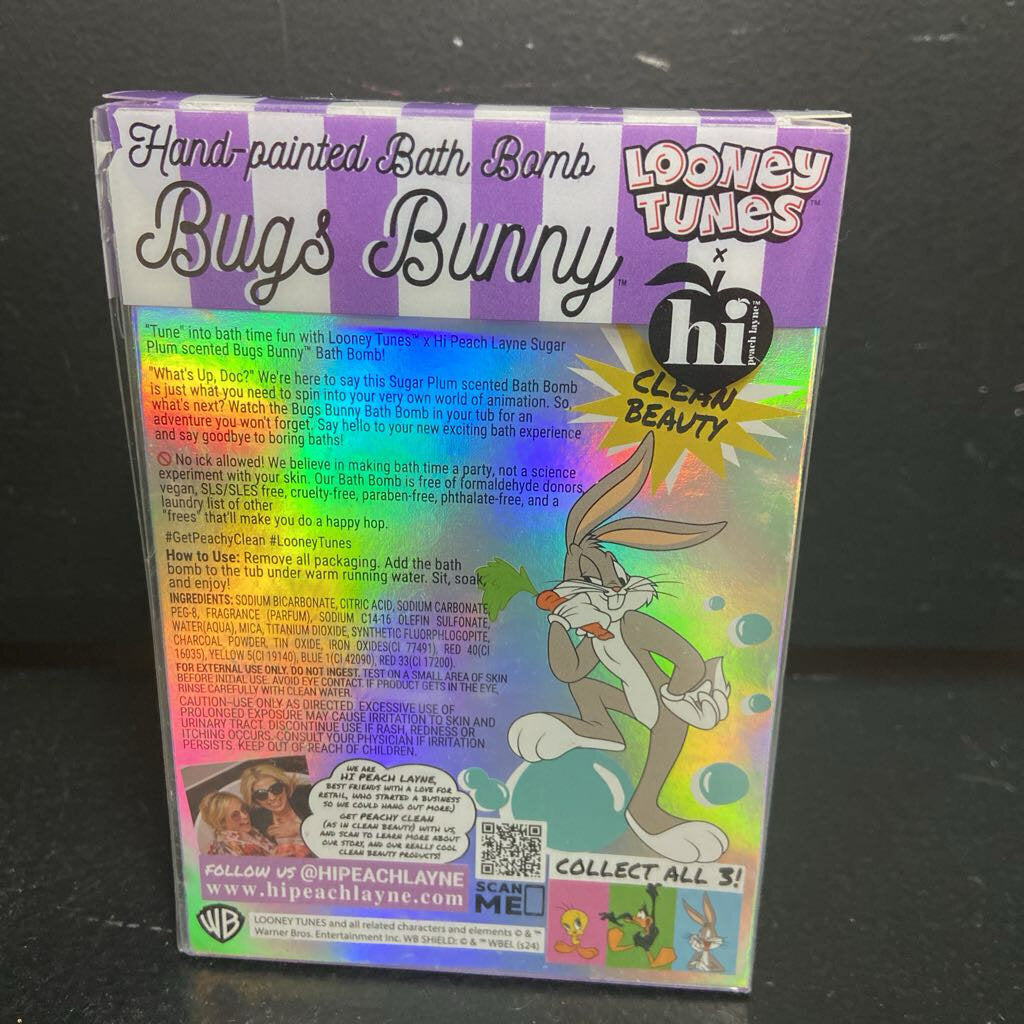 Hand-painted Bath Bomb
Bugs Bunny™
LOONEY
TUNES™
x
hi
peach layne™
CLEAN
BEAUTY
"Tune" into bath time fun with Looney Tunes™ x Hi Peach Layne Sugar
Plum scented Bugs Bunny™ Bath Bomb!
"What's Up, Doc?" We're here to say this Sugar Plum scented Bath Bomb
is just what you need to spin into your very own world of animation. So,
what's next? Watch the Bugs Bunny Bath Bomb in your tub for an
adventure you won't forget. Say hello to your new exciting bath experience
and say goodbye to boring baths!
🚫 No ick allowed! We believe in making bath time a party, not a science
experiment with your skin. Our Bath Bomb is free of formaldehyde donors,
vegan, SLS/SLES free, cruelty-free, paraben-free, phthalate-free, and a
laundry list of other
"frees" that'll make you do a happy hop.
#GetPeachyClean #LooneyTunes
How to Use: Remove all packaging. Add the bath
bomb to the tub under warm running water. Sit, soak,
and enjoy!
INGREDIENTS: SODIUM BICARBONATE, CITRIC ACID, SODIUM CARBONATE,
PEG-8, FRAGRANCE (PARFUM), SODIUM C14-16 OLEFIN SULFONATE,
WATER(AQUA), MICA, TITANIUM DIOXIDE, SYNTHETIC FLUORPHLOGOPITE,
CHARCOAL POWDER, TIN OXIDE, IRON OXIDES(CI 77491), RED 40(CI
16035), YELLOW 5(CI 19140), BLUE 1(CI 42090), RED 33(CI 17200).
FOR EXTERNAL USE ONLY. DO NOT INGEST. TEST ON A SMALL AREA OF SKIN
BEFORE INITIAL USE. AVOID EYE CONTACT. IF PRODUCT GETS IN THE EYE,
RINSE CAREFULLY WITH CLEAN WATER.
CAUTION–USE ONLY AS DIRECTED. EXCESSIVE USE OF
PROLONGED EXPOSURE MAY CAUSE IRRITATION TO SKIN AND
URINARY TRACT. DISCONTINUE USE IF RASH, REDNESS OR
ITCHING OCCURS. CONSULT YOUR PHYSICIAN IF IRRITATION
PERSISTS. KEEP OUT OF REACH OF CHILDREN.
WE ARE
HI PEACH LAYNE,
BEST FRIENDS WITH A LOVE FOR
RETAIL, WHO STARTED A BUSINESS
SO WE COULD HANG OUT MORE:)
GET PEACHY CLEAN
(AS IN CLEAN BEAUTY) WITH US,
AND SCAN TO LEARN MORE ABOUT
OUR STORY, AND OUR REALLY COOL
CLEAN BEAUTY PRODUCTS!
FOLLOW US @HIPEACHLAYNE
www.hipeachlayne.com
SCAN
ME
COLLECT ALL 3!
WB
LOONEY TUNES and all related characters and elements © & ™
Warner Bros. Entertainment Inc. WB SHIELD: © & ™ WBEI. (s24)